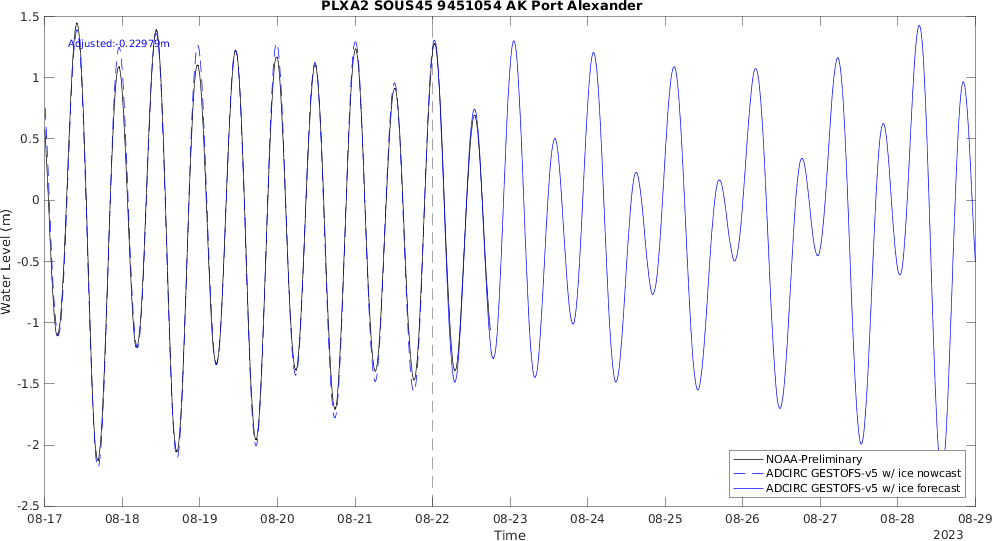 PLXA2 SOUS45 9451054 AK Port Alexander
1.5
Adjusted:-0.22979m
1
0.5
0
-0.5
-1
-1.5
-2
-2.5
Water Level (m)
NOAA-Preliminary
ADCIRC GESTOFS-v5 w/ ice nowcast
ADCIRC GESTOFS-v5 w/ ice forecast
08-17 08-18 08-19 08-20 08-21 08-22 08-23 08-24 08-25 08-26 08-27 08-28 08-29
Time
2023